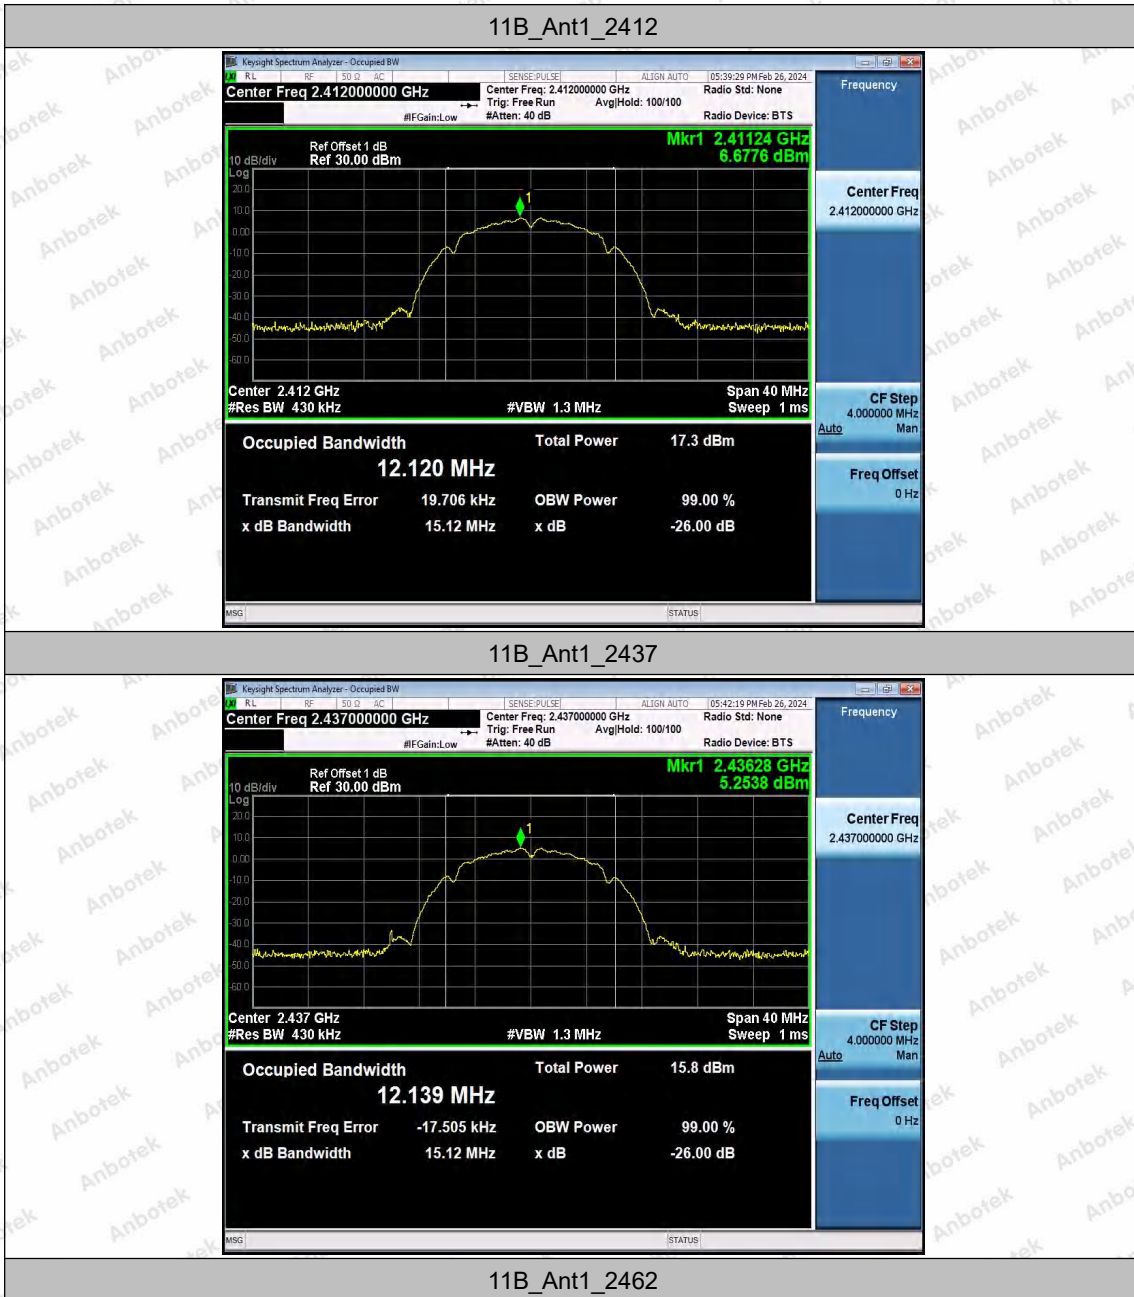 11B_Ant1_2412
Keysight Spectrum Analyzer - Occupied BW
LXI RL RF 50 Ω AC SENSE:PULSE ALIGN AUTO 05:39:29 PM Feb 26, 2024
Center Freq 2.412000000 GHz Center Freq: 2.412000000 GHz Radio Std: None Frequency
Trig: Free Run Avg|Hold: 100/100
#IFGain:Low #Atten: 40 dB Radio Device: BTS
Mkr1 2.41124 GHz
6.6776 dBm
Ref Offset 1 dB
10 dB/div Ref 30.00 dBm
Log
20.0
10.0
0.00
-10.0
-20.0
-30.0
-40.0
-50.0
-60.0
1
Center Freq
2.412000000 GHz
Center 2.412 GHz Span 40 MHz
#Res BW 430 kHz #VBW 1.3 MHz Sweep 1 ms
CF Step
4.000000 MHz
Auto Man
Occupied Bandwidth Total Power 17.3 dBm
12.120 MHz
Freq Offset
0 Hz
Transmit Freq Error 19.706 kHz OBW Power 99.00 %
x dB Bandwidth 15.12 MHz x dB -26.00 dB
MSG STATUS
11B_Ant1_2437
Keysight Spectrum Analyzer - Occupied BW
LXI RL RF 50 Ω AC SENSE:PULSE ALIGN AUTO 05:42:19 PM Feb 26, 2024
Center Freq 2.437000000 GHz Center Freq: 2.437000000 GHz Radio Std: None Frequency
Trig: Free Run Avg|Hold: 100/100
#IFGain:Low #Atten: 40 dB Radio Device: BTS
Mkr1 2.43628 GHz
5.2538 dBm
Ref Offset 1 dB
10 dB/div Ref 30.00 dBm
Log
20.0
10.0
0.00
-10.0
-20.0
-30.0
-40.0
-50.0
-60.0
1
Center Freq
2.437000000 GHz
Center 2.437 GHz Span 40 MHz
#Res BW 430 kHz #VBW 1.3 MHz Sweep 1 ms
CF Step
4.000000 MHz
Auto Man
Occupied Bandwidth Total Power 15.8 dBm
12.139 MHz
Freq Offset
0 Hz
Transmit Freq Error -17.505 kHz OBW Power 99.00 %
x dB Bandwidth 15.12 MHz x dB -26.00 dB
MSG STATUS
11B_Ant1_2462